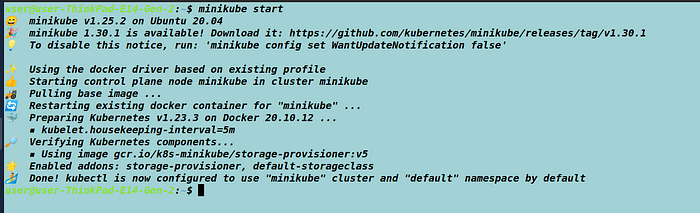 user@user-ThinkPad-E14-Gen-2:~$ minikube start
😄 minikube v1.25.2 on Ubuntu 20.04
🎉 minikube 1.30.1 is available! Download it: https://github.com/kubernetes/minikube/releases/tag/v1.30.1
💡 To disable this notice, run: 'minikube config set WantUpdateNotification false'
✨ Using the docker driver based on existing profile
👍 Starting control plane node minikube in cluster minikube
🚜 Pulling base image ...
🔄 Restarting existing docker container for "minikube" ...
🐳 Preparing Kubernetes v1.23.3 on Docker 20.10.12 ...
▪ kubelet.housekeeping-interval=5m
🔎 Verifying Kubernetes components...
▪ Using image gcr.io/k8s-minikube/storage-provisioner:v5
🌟 Enabled addons: storage-provisioner, default-storageclass
🏄 Done! kubectl is now configured to use "minikube" cluster and "default" namespace by default
user@user-ThinkPad-E14-Gen-2:~$